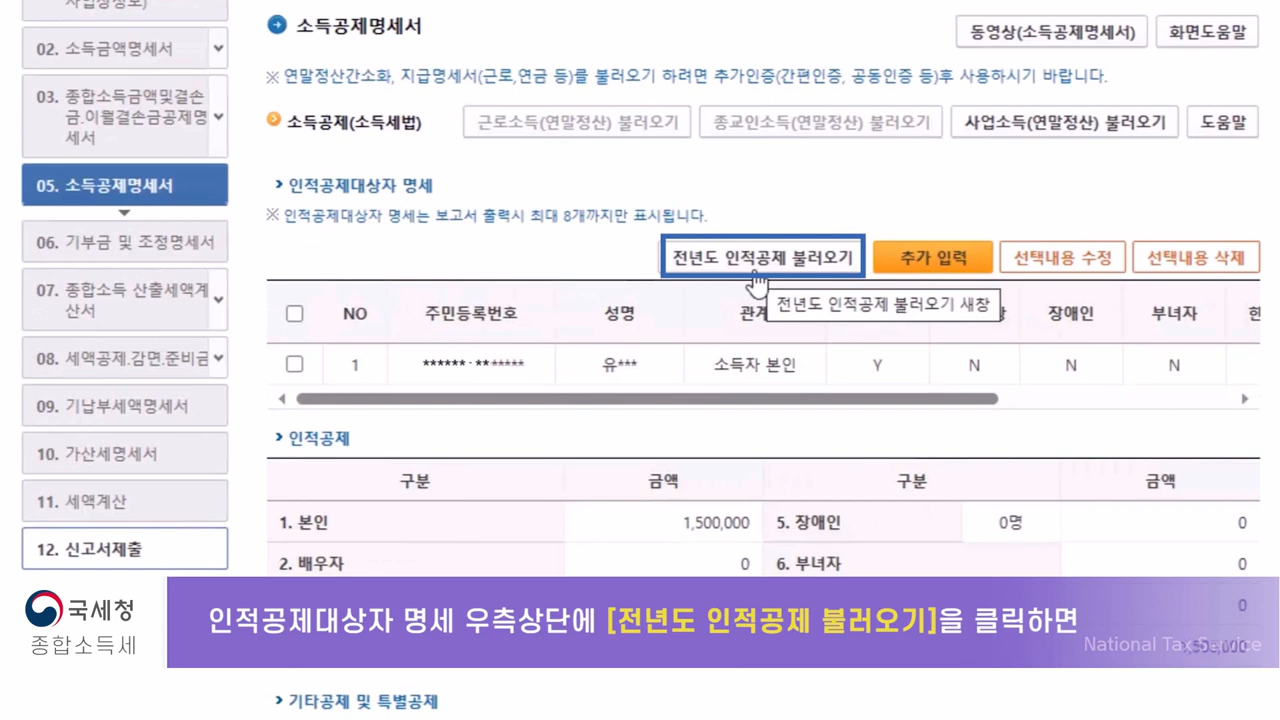 사업장정보)
02. 소득금액명세서
03. 종합소득금액및결손
금.이월결손금공제명
세서
05. 소득공제명세서
06. 기부금 및 조정명세서
07. 종합소득 산출세액계
산서
08. 세액공제.감면.준비금
09. 기납부세액명세서
10. 가산세명세서
11. 세액계산
12. 신고서제출
소득공제명세서
동영상(소득공제명세서) 화면도움말
※ 연말정산간소화, 지급명세서(근로,연금 등)를 불러오기 하려면 추가인증(간편인증, 공동인증 등)후 사용하시기 바랍니다.
소득공제(소득세법) 근로소득(연말정산) 불러오기 종교인소득(연말정산) 불러오기 사업소득(연말정산) 불러오기 도움말
인적공제대상자 명세
※ 인적공제대상자 명세는 보고서 출력시 최대 8개까지만 표시됩니다.
전년도 인적공제 불러오기 추가 입력 선택내용 수정 선택내용 삭제
전년도 인적공제 불러오기 새창
NO 주민등록번호 성명 장애인 부녀자
1 ******-******* 유*** 소득자 본인 Y N N N
인적공제
구분 금액 구분 금액
1. 본인 1,500,000 5. 장애인 0명 0
2. 배우자 0 6. 부녀자 0
0
국세청
종합소득세
인적공제대상자 명세 우측상단에 [전년도 인적공제 불러오기]을 클릭하면
National Tax Service
기타공제 및 특별공제